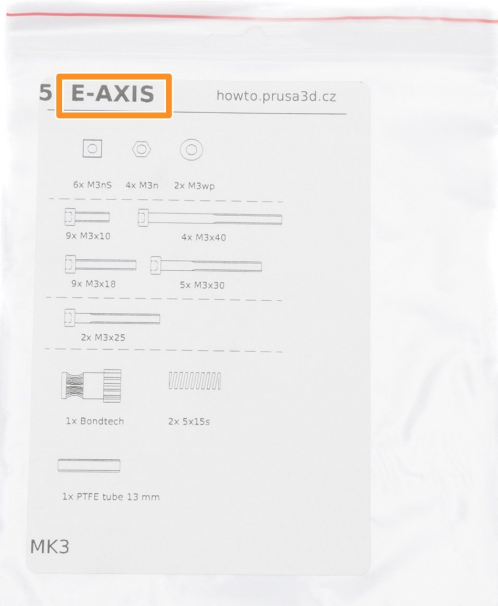 5 E-AXIS howto.prusa3d.cz
6x M3nS 4x M3n 2x M3wp
9x M3x10 4x M3x40
9x M3x18 5x M3x30
2x M3x25
1x Bondtech 2x 5x15s
1x PTFE tube 13 mm
MK3